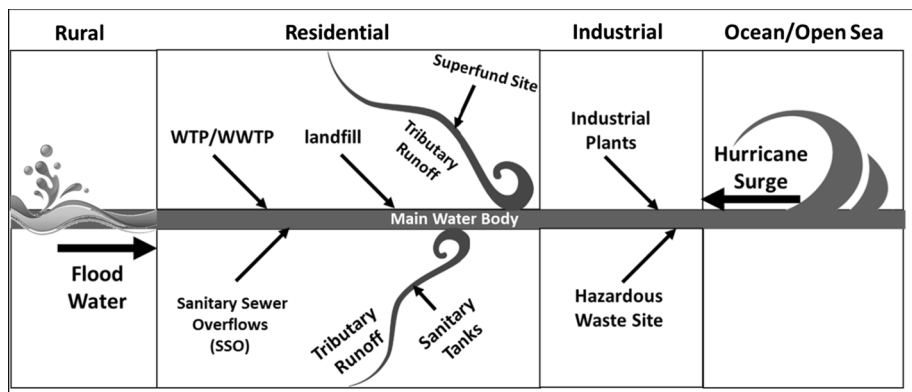 Rural
Residential
Industrial
Ocean/Open Sea
Superfund Site
WTP/WWTP
landfill
Tributary
Runoff
Industrial
Plants
Hurricane
Surge
Main Water Body
Flood
Water
Sanitary Sewer
Overflows
(SSO)
Tributary
Runoff
Sanitary
Tanks
Hazardous
Waste Site